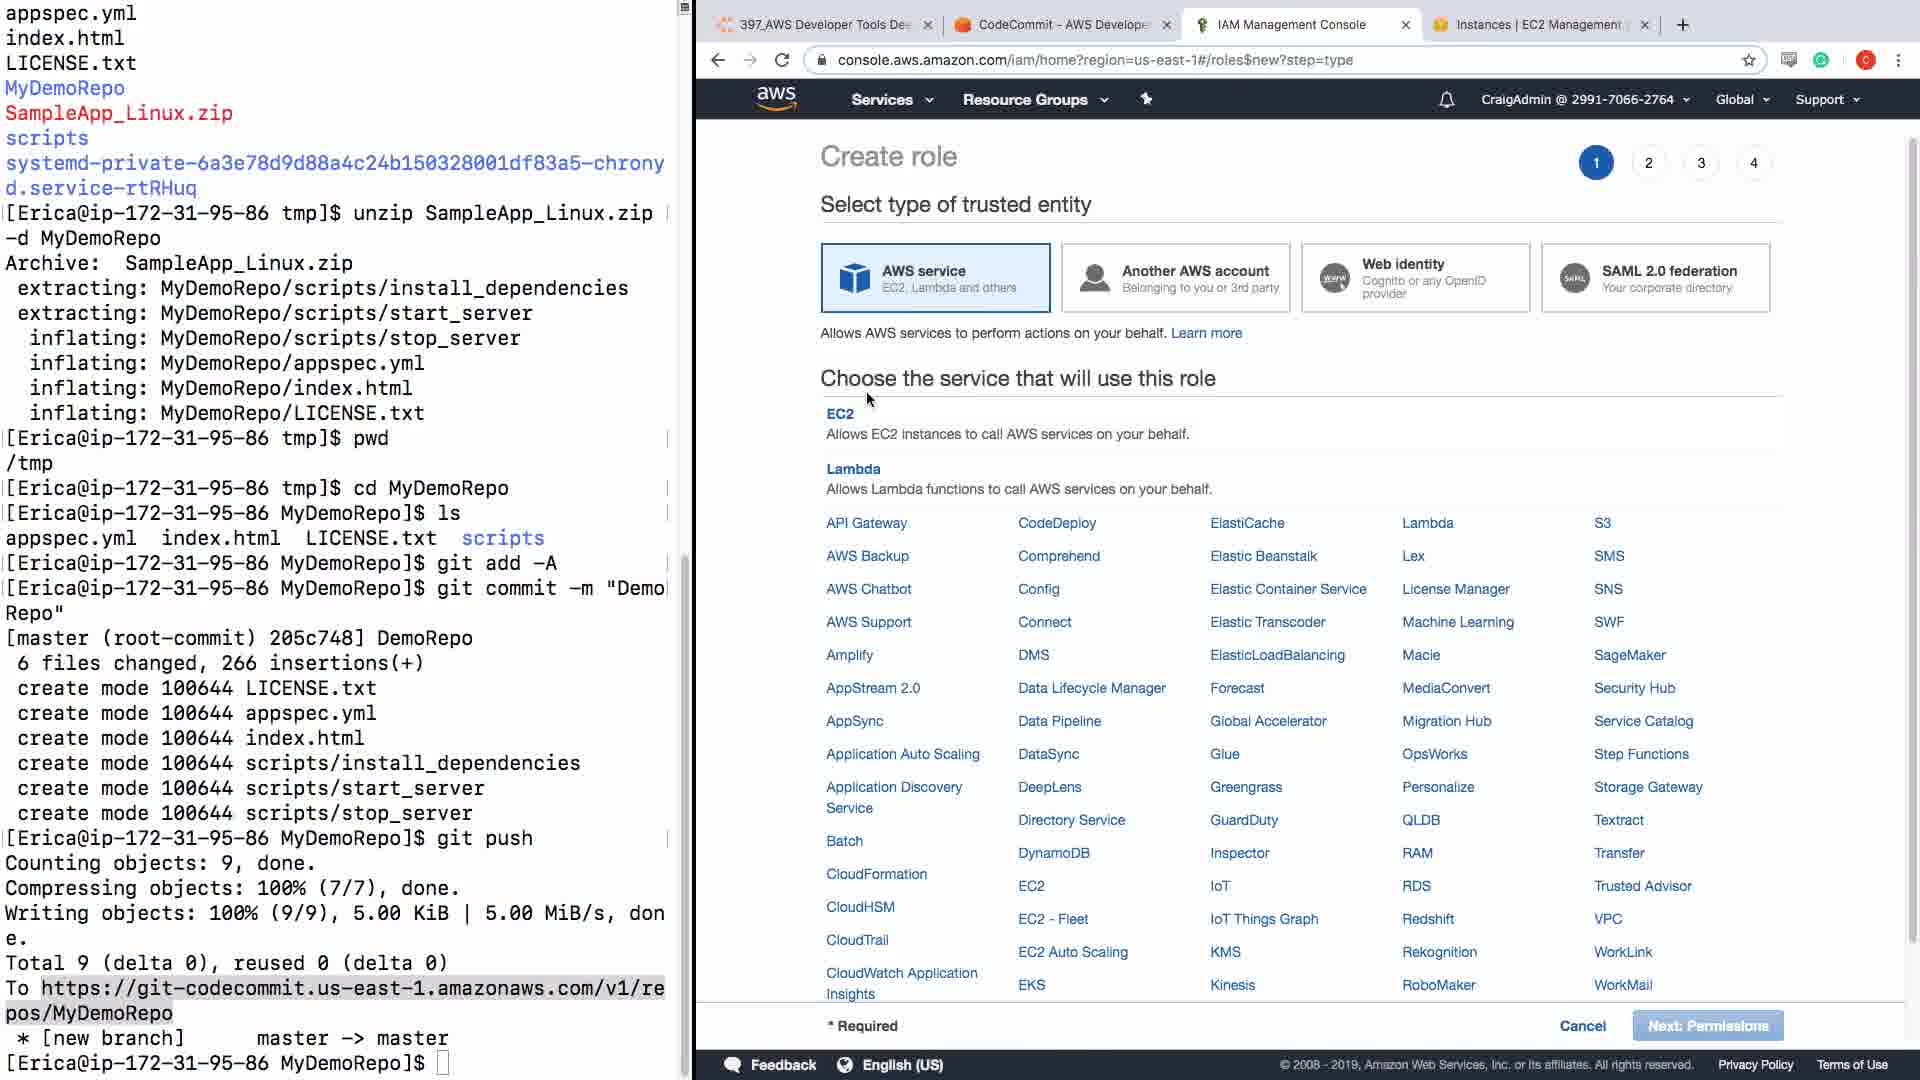 appspec.yml
index.html
LICENSE.txt
MyDemoRepo
SampleApp_Linux.zip
scripts
systemd-private-6a3e78d9d88a4c24b150328001df83a5-chrony
d.service-rtRHuq
[Erica@ip-172-31-95-86 tmp]$ unzip SampleApp_Linux.zip
-d MyDemoRepo
Archive:  SampleApp_Linux.zip
extracting: MyDemoRepo/scripts/install_dependencies
extracting: MyDemoRepo/scripts/start_server
inflating: MyDemoRepo/scripts/stop_server
inflating: MyDemoRepo/appspec.yml
inflating: MyDemoRepo/index.html
inflating: MyDemoRepo/LICENSE.txt
[Erica@ip-172-31-95-86 tmp]$ pwd
/tmp
[Erica@ip-172-31-95-86 tmp]$ cd MyDemoRepo
[Erica@ip-172-31-95-86 MyDemoRepo]$ ls
appspec.yml  index.html  LICENSE.txt  scripts
[Erica@ip-172-31-95-86 MyDemoRepo]$ git add -A
[Erica@ip-172-31-95-86 MyDemoRepo]$ git commit -m "Demo
Repo"
[master (root-commit) 205c748] DemoRepo
6 files changed, 266 insertions(+)
create mode 100644 LICENSE.txt
create mode 100644 appspec.yml
create mode 100644 index.html
create mode 100644 scripts/install_dependencies
create mode 100644 scripts/start_server
create mode 100644 scripts/stop_server
[Erica@ip-172-31-95-86 MyDemoRepo]$ git push
Counting objects: 9, done.
Compressing objects: 100% (7/7), done.
Writing objects: 100% (9/9), 5.00 KiB | 5.00 MiB/s, don
e.
Total 9 (delta 0), reused 0 (delta 0)
To https://git-codecommit.us-east-1.amazonaws.com/v1/re
pos/MyDemoRepo
* [new branch]      master -> master
[Erica@ip-172-31-95-86 MyDemoRepo]$
397_AWS Developer Tools De
CodeCommit - AWS Develope
IAM Management Console
Instances | EC2 Management
console.aws.amazon.com/iam/home?region=us-east-1#/roles$new?step=type
C
aws
Services
Resource Groups
CraigAdmin @ 2991-7066-2764
Global
Support
Create role
1
2
3
4
Select type of trusted entity
AWS service
EC2, Lambda and others
Another AWS account
Belonging to you or 3rd party
Web identity
Cognito or any OpenID
provider
SAML 2.0 federation
Your corporate directory
Allows AWS services to perform actions on your behalf. Learn more
Choose the service that will use this role
EC2
Allows EC2 instances to call AWS services on your behalf.
Lambda
Allows Lambda functions to call AWS services on your behalf.
API Gateway
AWS Backup
AWS Chatbot
AWS Support
Amplify
AppStream 2.0
AppSync
Application Auto Scaling
Application Discovery
Service
Batch
CloudFormation
CloudHSM
CloudTrail
CloudWatch Application
Insights
CodeDeploy
Comprehend
Config
Connect
DMS
Data Lifecycle Manager
Data Pipeline
DataSync
DeepLens
Directory Service
DynamoDB
EC2
EC2 - Fleet
EC2 Auto Scaling
EKS
ElastiCache
Elastic Beanstalk
Elastic Container Service
Elastic Transcoder
ElasticLoadBalancing
Forecast
Global Accelerator
Glue
Greengrass
GuardDuty
Inspector
IoT
IoT Things Graph
KMS
Kinesis
Lambda
Lex
License Manager
Machine Learning
Macie
MediaConvert
Migration Hub
OpsWorks
Personalize
QLDB
RAM
RDS
Redshift
Rekognition
RoboMaker
S3
SMS
SNS
SWF
SageMaker
Security Hub
Service Catalog
Step Functions
Storage Gateway
Textract
Transfer
Trusted Advisor
VPC
WorkLink
WorkMail
* Required
Cancel
Next: Permissions
Feedback
English (US)
© 2008 - 2019, Amazon Web Services, Inc. or its affiliates. All rights reserved.
Privacy Policy
Terms of Use